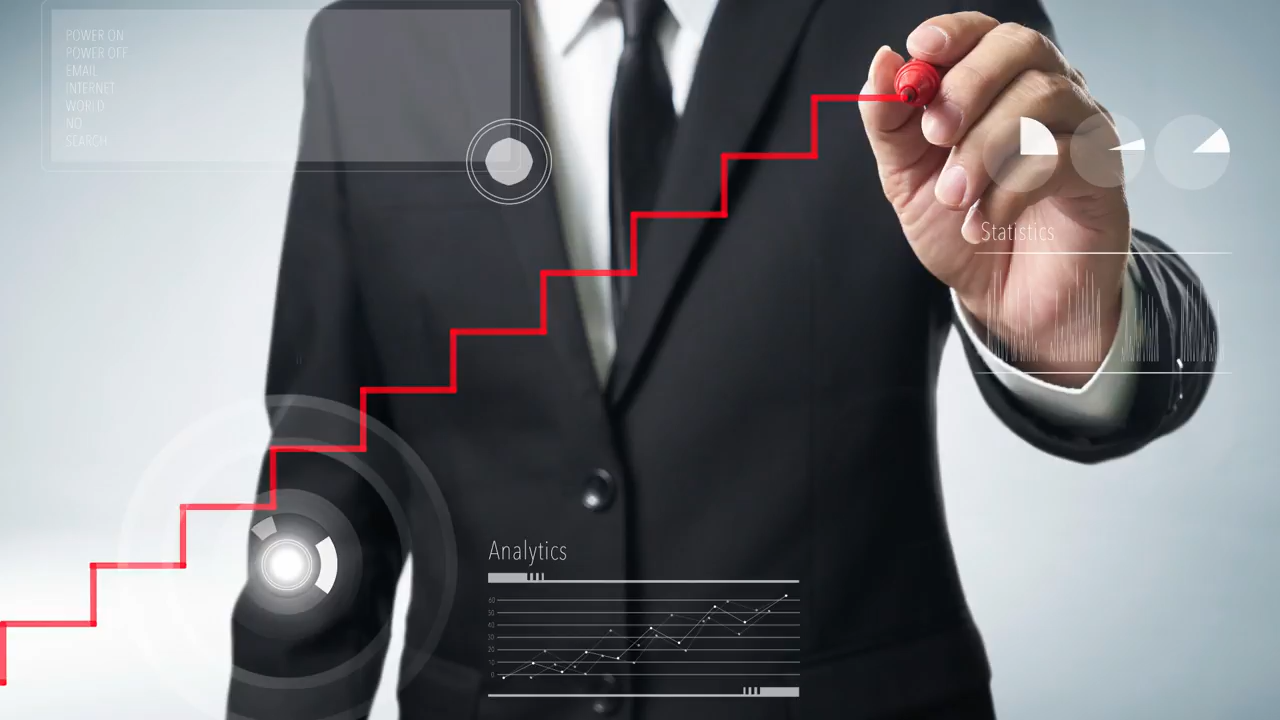 POWER ON
POWER OFF
EMAIL
INTERNET
WORLD
NO
SEARCH
Statistics
Analytics
60
50
40
30
20
10
0